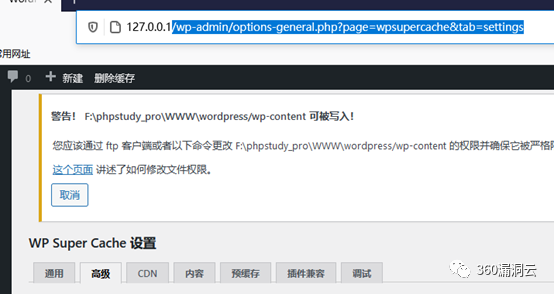 127.0.0.1/wp-admin/options-general.php?page=wpsupercache&tab=settings
用网址
0 新建 删除缓存
警告! F:\phpstudy_pro\WWW\wordpress/wp-content 可被写入!
您应该通过 ftp 客户端或者以下命令更改 F:\phpstudy_pro\WWW\wordpress/wp-content 的权限并确保它被严格
这个页面 讲述了如何修改文件权限。
取消
WP Super Cache 设置
通用 高级 CDN 内容 预缓存 插件兼容 调试
360漏洞云